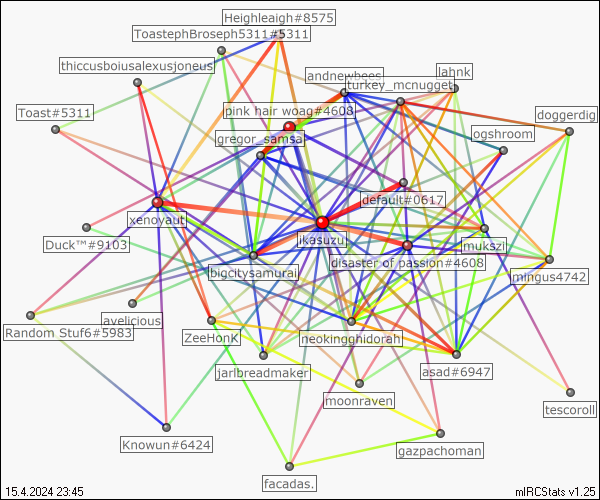 Heighleaigh#8575
ToastephBroseph5311#5311
thiccusboiusalexusjoneus
andnewbees
lahnk
turkey_mcnugget
Toast#5311
pink hair woag#4608
doggerdig
gregor_samsa
ogshroom
default#0617
xenoyaut
ikasuzu
Duck™#9103
mukszi
disaster of passion#4608
bigcitysamurai
mingus4742
avelicious
Random Stuf6#5983
ZeeHonK
neokingghidorah
jarlbreadmaker
asad#6947
moonraven
tescoroll
Knowun#6424
gazpachoman
facadas.
15.4.2024 23:45
mIRCStats v1.25